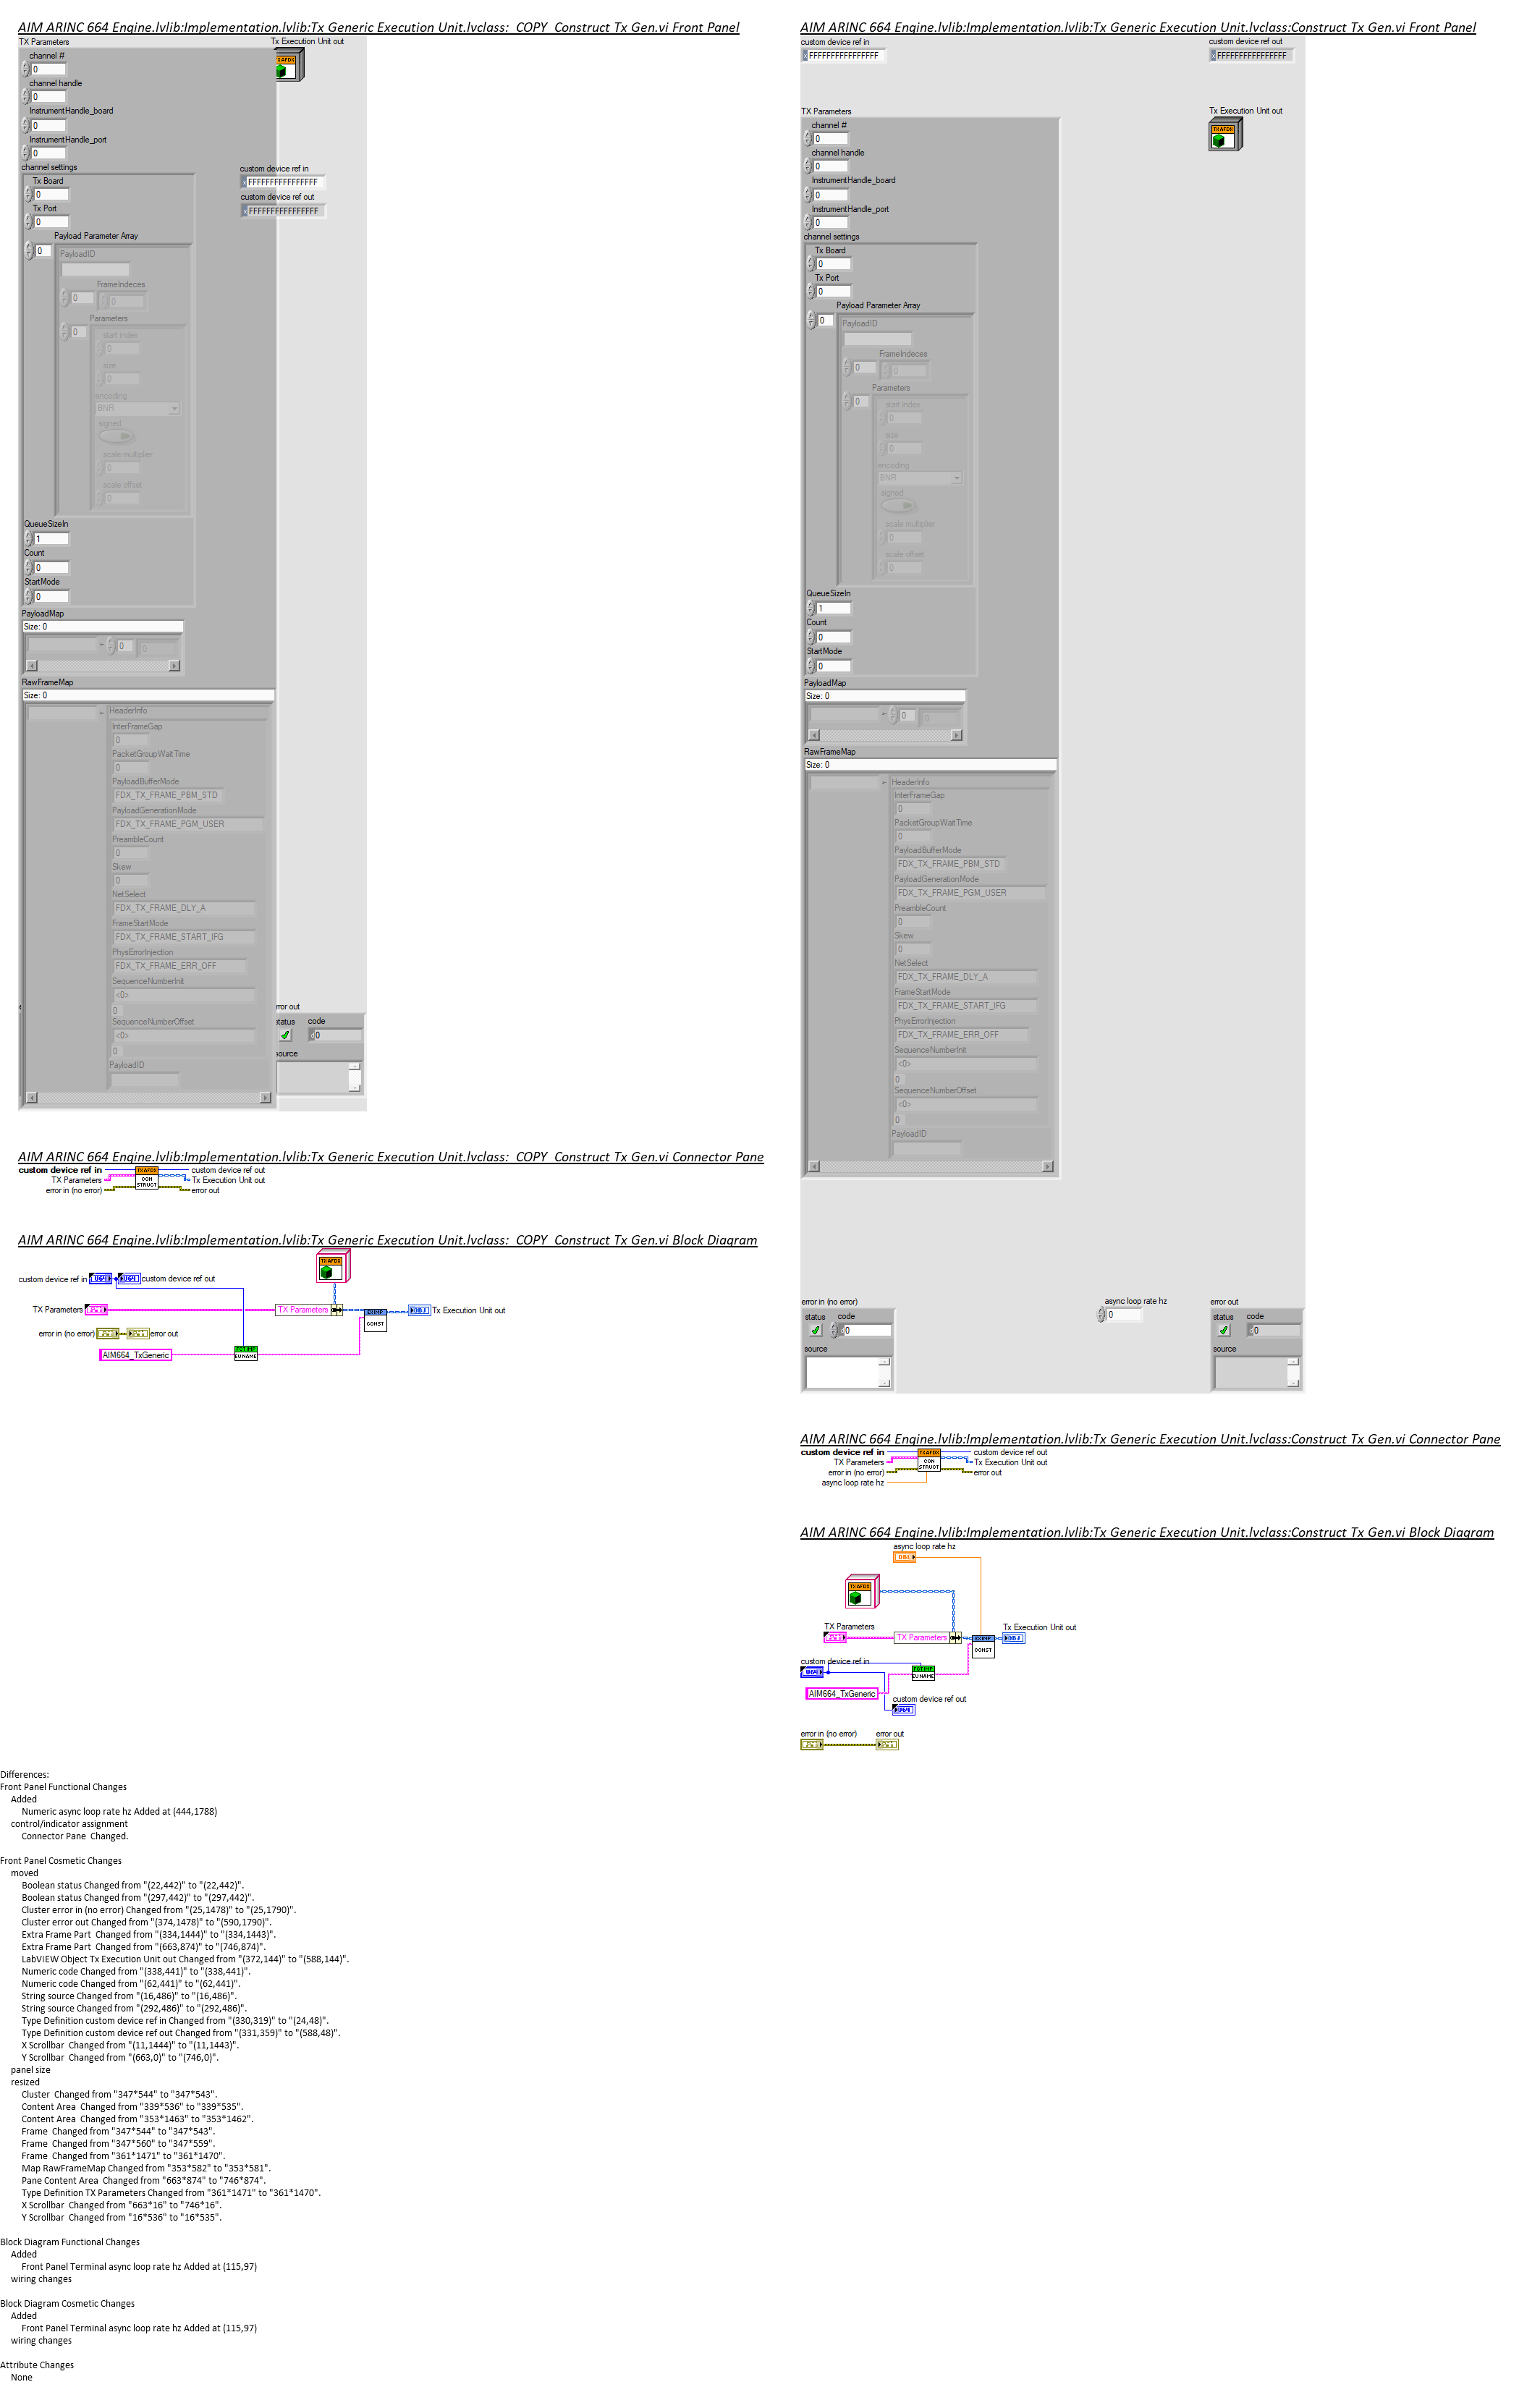 AIM ARINC 664 Engine.lvlib:Implementation.lvlib:Tx Generic Execution Unit.lvclass:_COPY_Construct Tx Gen.vi Front Panel
TX Parameters
Tx Execution Unit out
TX AFDX
channel #
0
channel handle
0
InstrumentHandle_board
0
InstrumentHandle_port
0
channel settings
custom device ref in
FFFFFFFFFFFFFFFF
custom device ref out
FFFFFFFFFFFFFFFF
Tx Board
0
Tx Port
0
Payload Parameter Array
0
PayloadID
FrameIndeces
0
0
Parameters
0
start index
0
size
0
encoding
BNR
signed
scale multiplier
0
scale offset
0
QueueSizeIn
1
Count
0
StartMode
0
PayloadMap
Size: 0
0
0
RawFrameMap
Size: 0
HeaderInfo
InterFrameGap
0
PacketGroupWaitTime
0
PayloadBufferMode
FDX_TX_FRAME_PBM_STD
PayloadGenerationMode
FDX_TX_FRAME_PGM_USER
PreambleCount
0
Skew
0
NetSelect
FDX_TX_FRAME_DLY_A
FrameStartMode
FDX_TX_FRAME_START_IFG
PhysErrorInjection
FDX_TX_FRAME_ERR_OFF
SequenceNumberInit
<0>
0
SequenceNumberOffset
<0>
0
PayloadID
rror out
tatus code
0
ource
AIM ARINC 664 Engine.lvlib:Implementation.lvlib:Tx Generic Execution Unit.lvclass:_COPY_Construct Tx Gen.vi Connector Pane
custom device ref in
TX Parameters
error in (no error)
TX AFDX
CON
STRUCT
custom device ref out
Tx Execution Unit out
error out
AIM ARINC 664 Engine.lvlib:Implementation.lvlib:Tx Generic Execution Unit.lvclass:_COPY_Construct Tx Gen.vi Block Diagram
TX AFDX
custom device ref in
custom device ref out
TX Parameters
TX Parameters
CONST
OBJ
Tx Execution Unit out
error in (no error)
error out
AIM664_TxGeneric
EU NAME
AIM ARINC 664 Engine.lvlib:Implementation.lvlib:Tx Generic Execution Unit.lvclass:Construct Tx Gen.vi Front Panel
custom device ref in
FFFFFFFFFFFFFFFF
custom device ref out
FFFFFFFFFFFFFFFF
TX Parameters
Tx Execution Unit out
TX AFDX
channel #
0
channel handle
0
InstrumentHandle_board
0
InstrumentHandle_port
0
channel settings
Tx Board
0
Tx Port
0
Payload Parameter Array
0
PayloadID
FrameIndeces
0
0
Parameters
0
start index
0
size
0
encoding
BNR
signed
scale multiplier
0
scale offset
0
QueueSizeIn
1
Count
0
StartMode
0
PayloadMap
Size: 0
0
0
RawFrameMap
Size: 0
HeaderInfo
InterFrameGap
0
PacketGroupWaitTime
0
PayloadBufferMode
FDX_TX_FRAME_PBM_STD
PayloadGenerationMode
FDX_TX_FRAME_PGM_USER
PreambleCount
0
Skew
0
NetSelect
FDX_TX_FRAME_DLY_A
FrameStartMode
FDX_TX_FRAME_START_IFG
PhysErrorInjection
FDX_TX_FRAME_ERR_OFF
SequenceNumberInit
<0>
0
SequenceNumberOffset
<0>
0
PayloadID
error in (no error)
status code
0
source
async loop rate hz
0
error out
status code
0
source
AIM ARINC 664 Engine.lvlib:Implementation.lvlib:Tx Generic Execution Unit.lvclass:Construct Tx Gen.vi Connector Pane
custom device ref in
TX Parameters
error in (no error)
async loop rate hz
TX AFDX
CON
STRUCT
custom device ref out
Tx Execution Unit out
error out
AIM ARINC 664 Engine.lvlib:Implementation.lvlib:Tx Generic Execution Unit.lvclass:Construct Tx Gen.vi Block Diagram
async loop rate hz
DBL
TX AFDX
TX Parameters
TX Parameters
CONST
Tx Execution Unit out
OBJ
custom device ref in
EU NAME
AIM664_TxGeneric
custom device ref out
error in (no error)
error out
Differences:
Front Panel Functional Changes
Added
Numeric async loop rate hz Added at (444,1788)
control/indicator assignment
Connector Pane  Changed.
Front Panel Cosmetic Changes
moved
Boolean status Changed from "(22,442)" to "(22,442)".
Boolean status Changed from "(297,442)" to "(297,442)".
Cluster error in (no error) Changed from "(25,1478)" to "(25,1790)".
Cluster error out Changed from "(374,1478)" to "(590,1790)".
Extra Frame Part  Changed from "(334,1444)" to "(334,1443)".
Extra Frame Part  Changed from "(663,874)" to "(746,874)".
LabVIEW Object Tx Execution Unit out Changed from "(372,144)" to "(588,144)".
Numeric code Changed from "(338,441)" to "(338,441)".
Numeric code Changed from "(62,441)" to "(62,441)".
String source Changed from "(16,486)" to "(16,486)".
String source Changed from "(292,486)" to "(292,486)".
Type Definition custom device ref in Changed from "(330,319)" to "(24,48)".
Type Definition custom device ref out Changed from "(331,359)" to "(588,48)".
X Scrollbar  Changed from "(11,1444)" to "(11,1443)".
Y Scrollbar  Changed from "(663,0)" to "(746,0)".
panel size
resized
Cluster  Changed from "347*544" to "347*543".
Content Area  Changed from "339*536" to "339*535".
Content Area  Changed from "353*1463" to "353*1462".
Frame  Changed from "347*544" to "347*543".
Frame  Changed from "347*560" to "347*559".
Frame  Changed from "361*1471" to "361*1470".
Map RawFrameMap Changed from "353*582" to "353*581".
Pane Content Area  Changed from "663*874" to "746*874".
Type Definition TX Parameters Changed from "361*1471" to "361*1470".
X Scrollbar  Changed from "663*16" to "746*16".
Y Scrollbar  Changed from "16*536" to "16*535".
Block Diagram Functional Changes
Added
Front Panel Terminal async loop rate hz Added at (115,97)
wiring changes
Block Diagram Cosmetic Changes
Added
Front Panel Terminal async loop rate hz Added at (115,97)
wiring changes
Attribute Changes
None